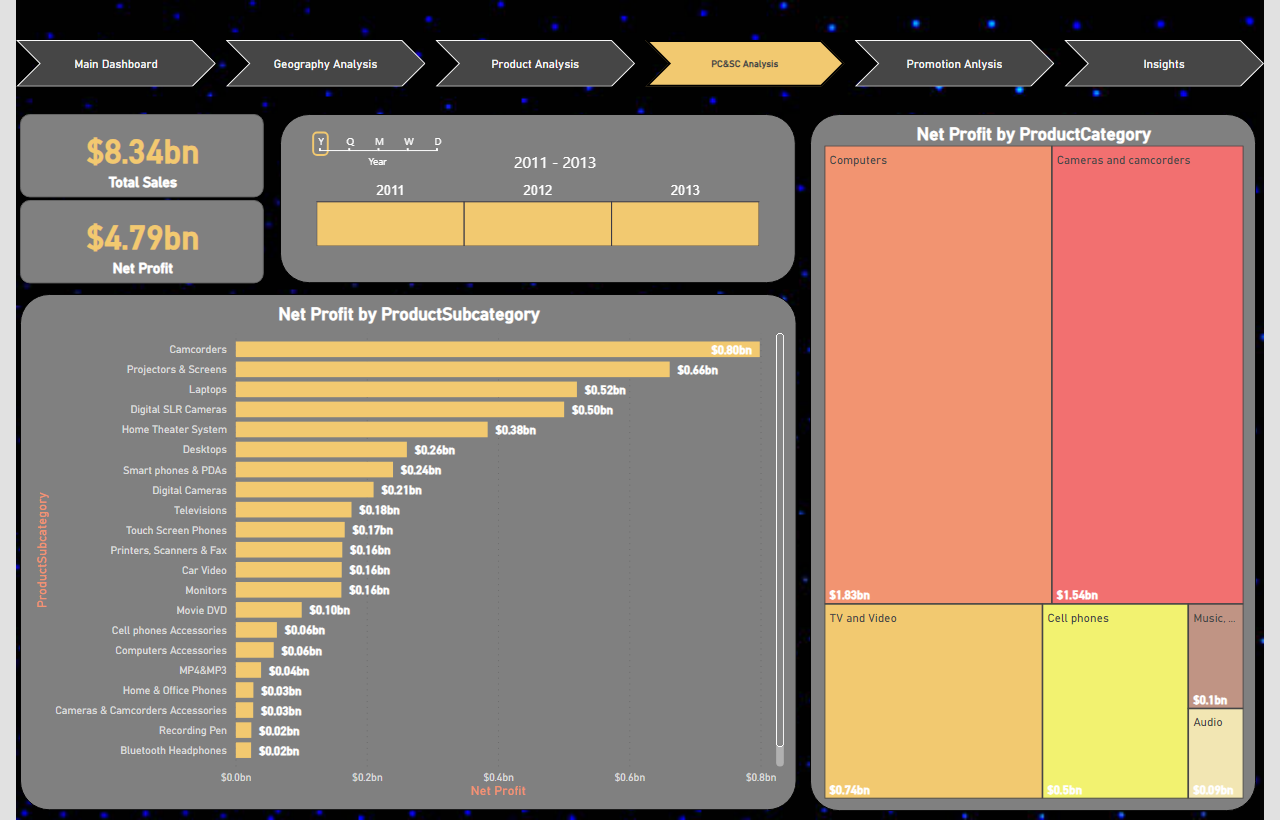 Main Dashboard
Geography Analysis
Product Analysis
PC&SC Analysis
Promotion Anlysis
Insights
$8.34bn
Total Sales
$4.79bn
Net Profit
Y Q M W D
Year
2011 - 2013
2011 2012 2013
Net Profit by ProductSubcategory
ProductSubcategory
Camcorders $0.80bn
Projectors & Screens $0.66bn
Laptops $0.52bn
Digital SLR Cameras $0.50bn
Home Theater System $0.38bn
Desktops $0.26bn
Smart phones & PDAs $0.24bn
Digital Cameras $0.21bn
Televisions $0.18bn
Touch Screen Phones $0.17bn
Printers, Scanners & Fax $0.16bn
Car Video $0.16bn
Monitors $0.16bn
Movie DVD $0.10bn
Cell phones Accessories $0.06bn
Computers Accessories $0.06bn
MP4&MP3 $0.04bn
Home & Office Phones $0.03bn
Cameras & Camcorders Accessories $0.03bn
Recording Pen $0.02bn
Bluetooth Headphones $0.02bn
$0.0bn $0.2bn $0.4bn $0.6bn $0.8bn
Net Profit
Net Profit by ProductCategory
Computers
$1.83bn
Cameras and camcorders
$1.54bn
TV and Video
$0.74bn
Cell phones
$0.5bn
Music, ...
$0.1bn
Audio
$0.09bn